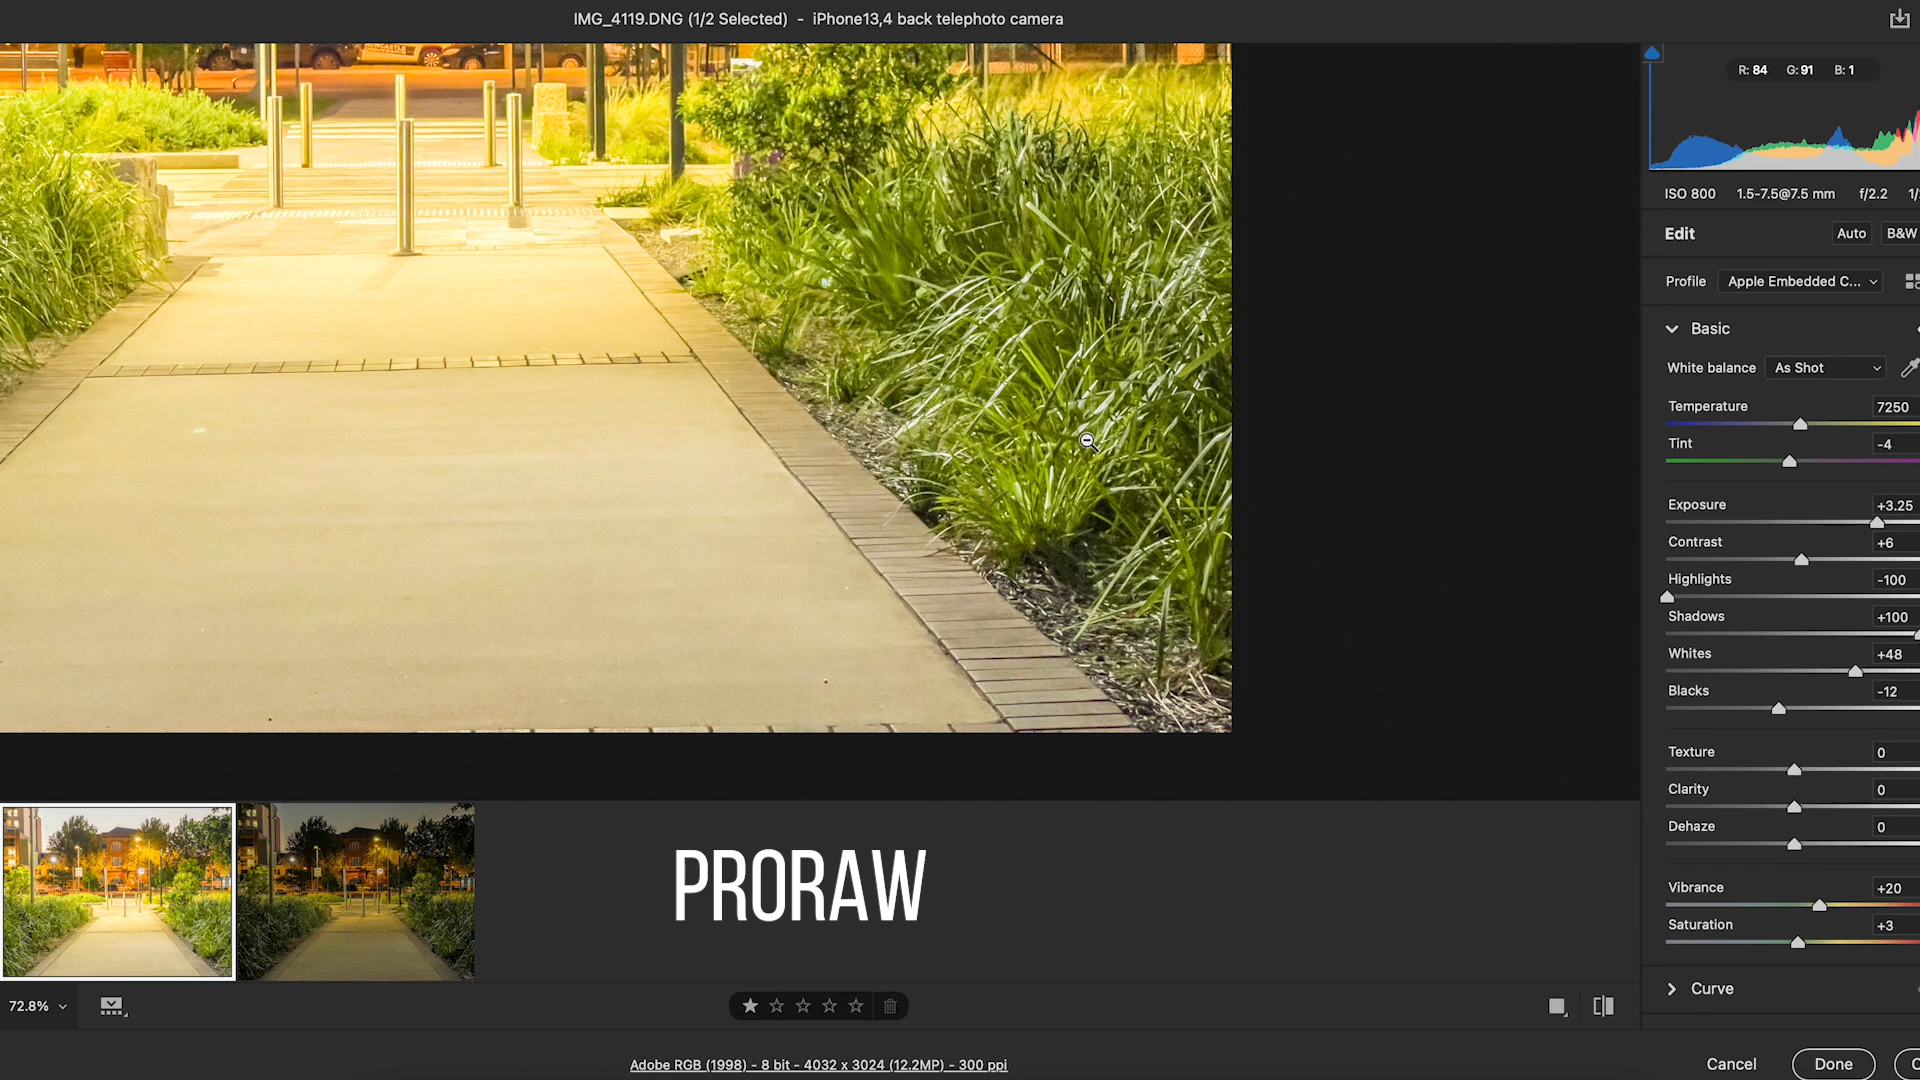 IMG_4119.DNG (1/2 Selected) - iPhone13,4 back telephoto camera
R: 84 G: 91 B: 1
ISO 800 1.5-7.5@7.5 mm f/2.2
Edit Auto B&W
Profile Apple Embedded C...
Basic
White balance As Shot
Temperature 7250
Tint -4
Exposure +3.25
Contrast +6
Highlights -100
Shadows +100
Whites +48
Blacks -12
Texture 0
Clarity 0
Dehaze 0
Vibrance +20
Saturation +3
Curve
PRORAW
72.8%
Adobe RGB (1998) - 8 bit - 4032 x 3024 (12.2MP) - 300 ppi
Cancel Done